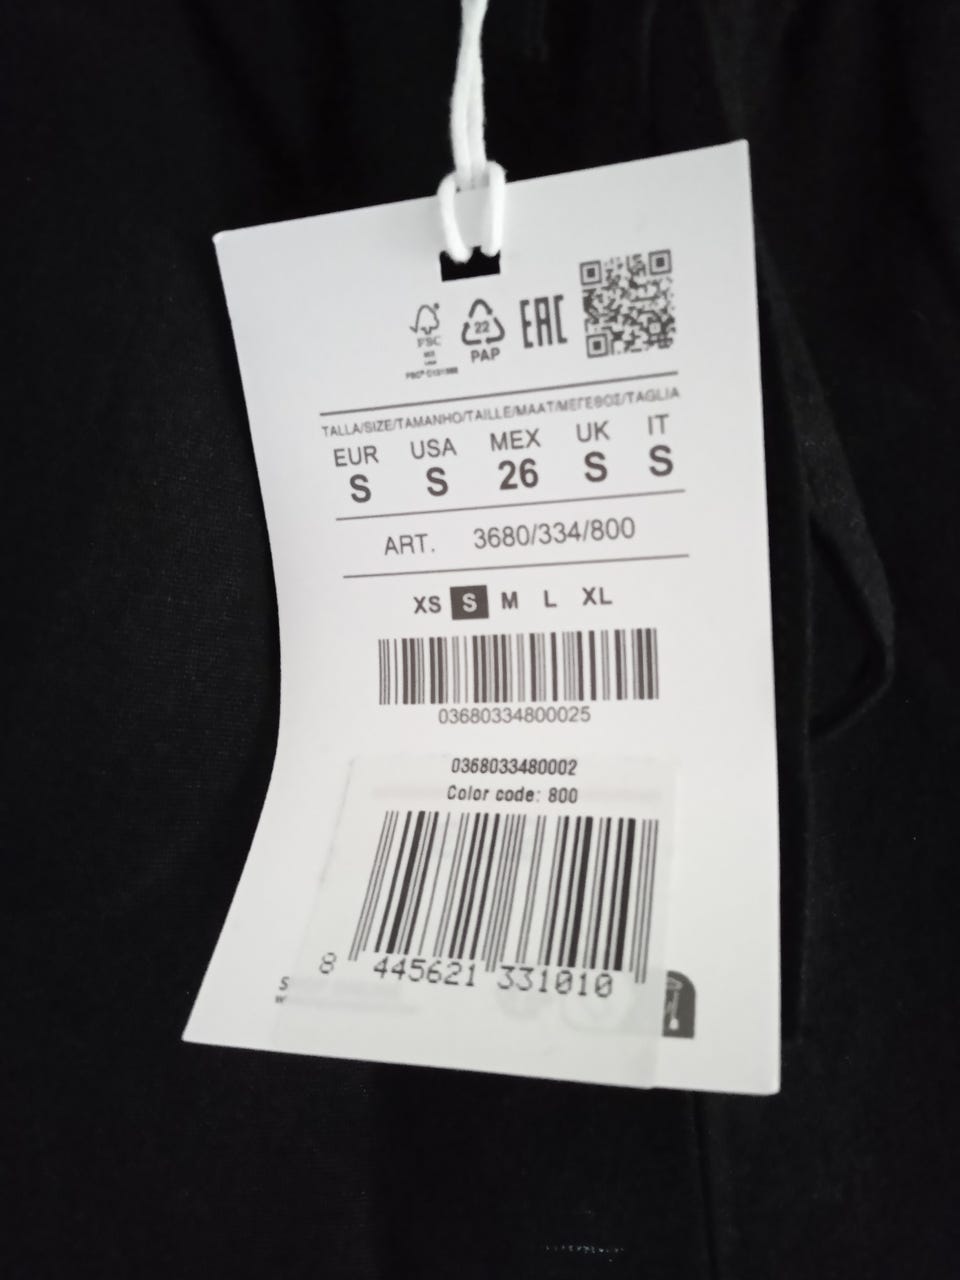 FSC
22
PAP
EAC
TALLA/SIZE/TAMANHO/TAILLE/MAAT/ΜΕΓΕΘΟΣ/TAGLIA
EUR USA MEX UK IT
S S 26 S S
ART. 3680/334/800
XS S M L XL
03680334800025
0368033480002
Color code: 800
8 445621 331010
S